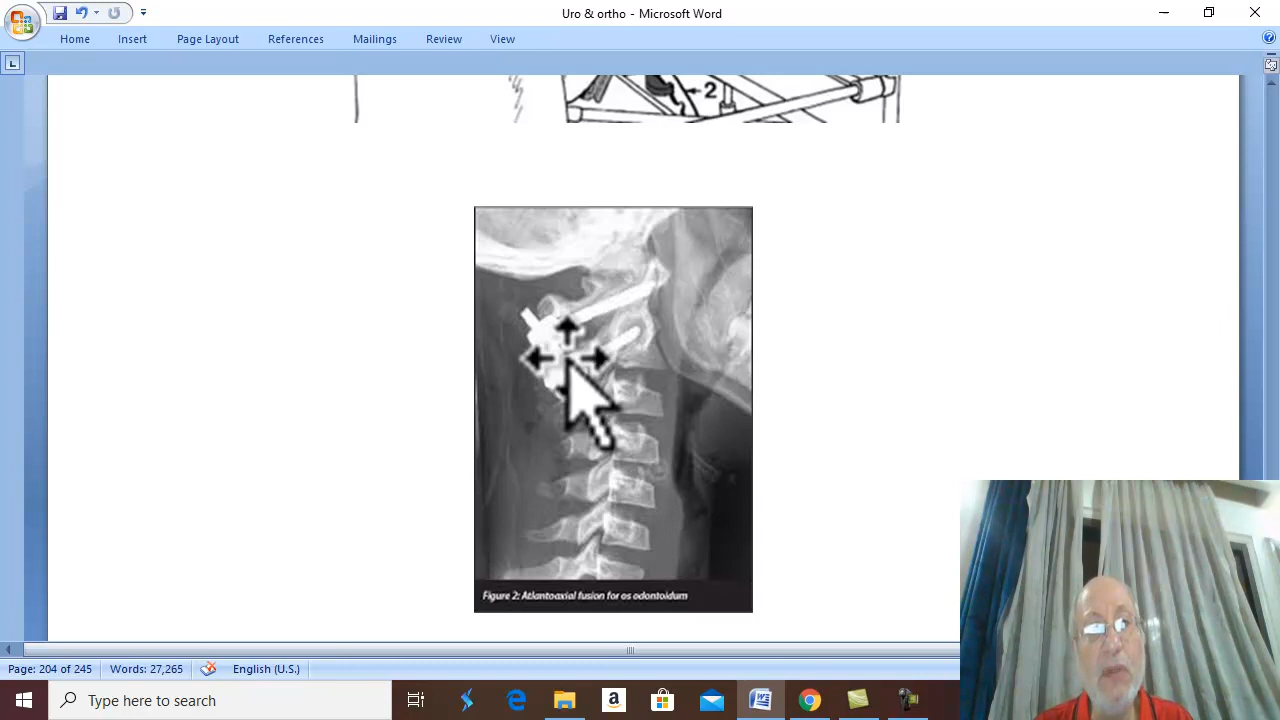 Uro & ortho - Microsoft Word
Home Insert Page Layout References Mailings Review View
2
Figure 2: Atlantoaxial fusion for os odontoidum
Page: 204 of 245 Words: 27,265 English (U.S.)
Type here to search